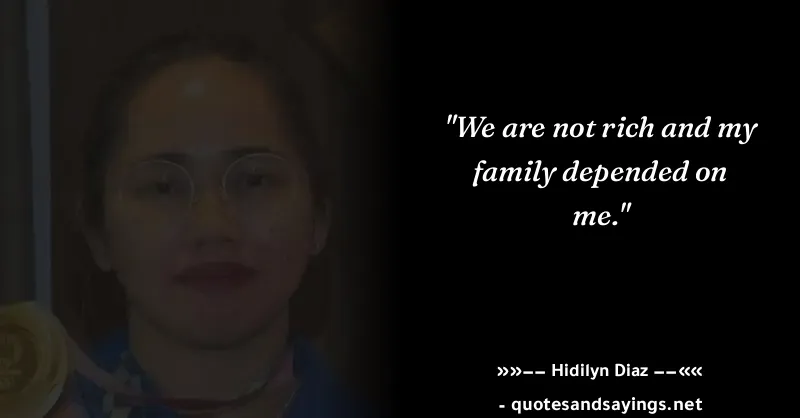 "We are not rich and my
family depended on
me."
»»−− Hidilyn Diaz −−««
- quotesandsayings.net